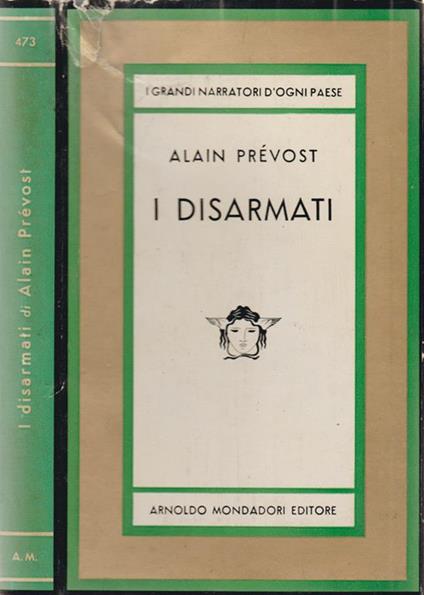 473
I disarmati di Alain Prévost
A. M.
I GRANDI NARRATORI D'OGNI PAESE
ALAIN PRÉVOST
I DISARMATI
ARNOLDO MONDADORI EDITORE